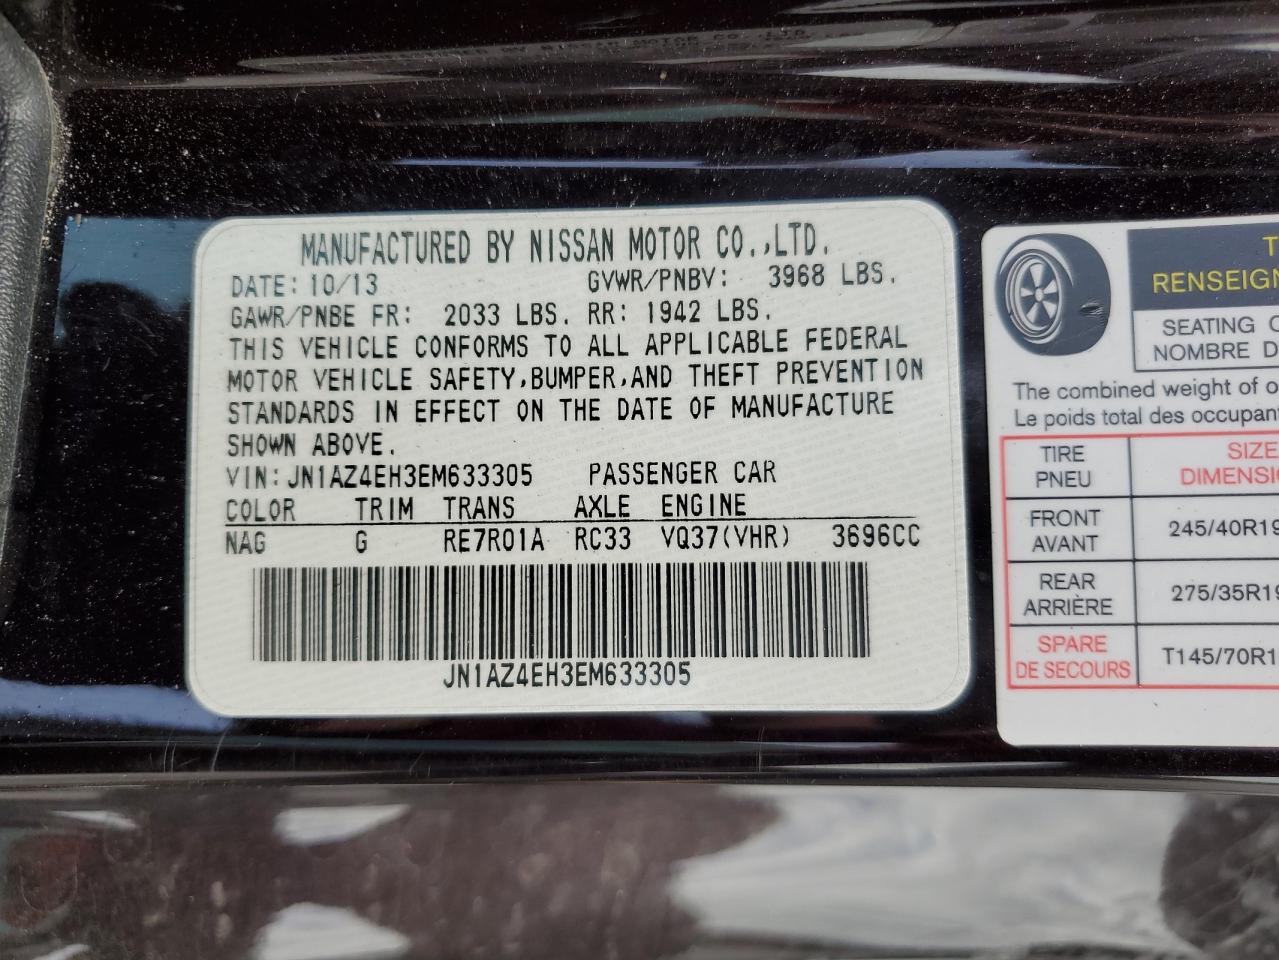 MANUFACTURED BY NISSAN MOTOR CO.,LTD.
DATE: 10/13 GVWR/PNBV: 3968 LBS.
GAWR/PNBE FR: 2033 LBS. RR: 1942 LBS.
THIS VEHICLE CONFORMS TO ALL APPLICABLE FEDERAL
MOTOR VEHICLE SAFETY,BUMPER,AND THEFT PREVENTION
STANDARDS IN EFFECT ON THE DATE OF MANUFACTURE
SHOWN ABOVE.
VIN: JN1AZ4EH3EM633305 PASSENGER CAR
COLOR TRIM TRANS AXLE ENGINE
NAG G RE7R01A RC33 VQ37(VHR) 3696CC
JN1AZ4EH3EM633305
T
RENSEIGN
SEATING C
NOMBRE D
The combined weight of o
Le poids total des occupan
TIRE SIZE
PNEU DIMENSI
FRONT
AVANT
245/40R19
REAR
ARRIÈRE
275/35R19
SPARE
DE SECOURS
T145/70R1